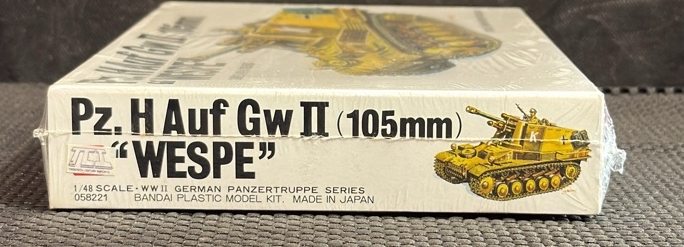 Pz. H Auf Gw II (105mm)
"WESPE"
1/48 SCALE • WW II GERMAN PANZERTRUPPE SERIES
058221 BANDAI PLASTIC MODEL KIT. MADE IN JAPAN